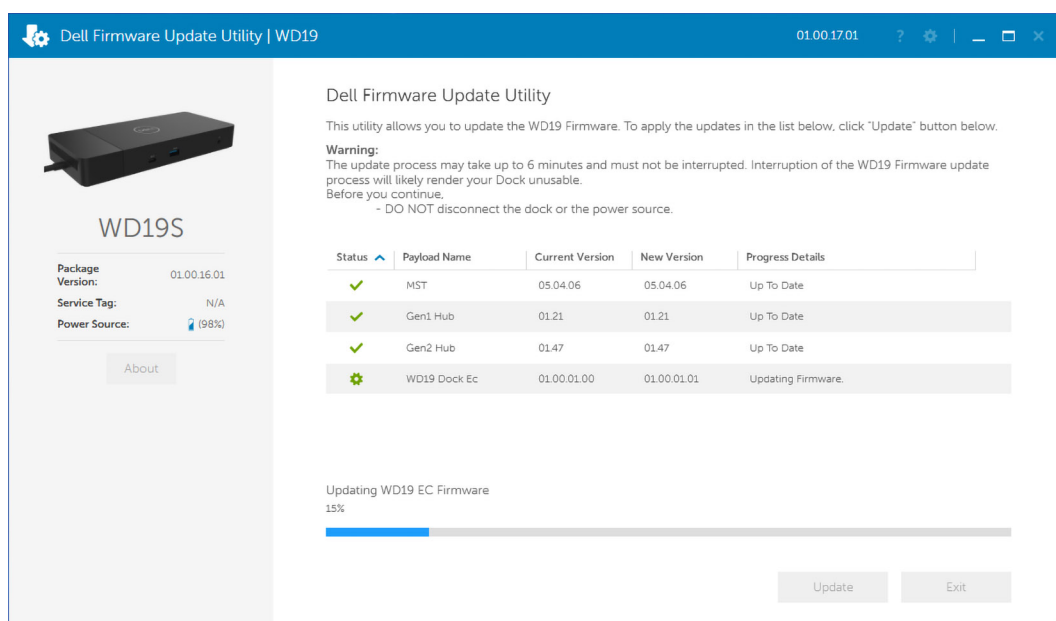 Dell Firmware Update Utility | WD19
01.00.17.01 ?
WD19S
Package Version: 01.00.16.01
Service Tag: N/A
Power Source: (98%)
About
Dell Firmware Update Utility
This utility allows you to update the WD19 Firmware. To apply the updates in the list below, click "Update" button below.
Warning:
The update process may take up to 6 minutes and must not be interrupted. Interruption of the WD19 Firmware update
process will likely render your Dock unusable.
Before you continue,
- DO NOT disconnect the dock or the power source.
Status Payload Name Current Version New Version Progress Details
MST 05.04.06 05.04.06 Up To Date
Gen1 Hub 01.21 01.21 Up To Date
Gen2 Hub 01.47 01.47 Up To Date
WD19 Dock Ec 01.00.01.00 01.00.01.01 Updating Firmware.
Updating WD19 EC Firmware
15%
Update Exit